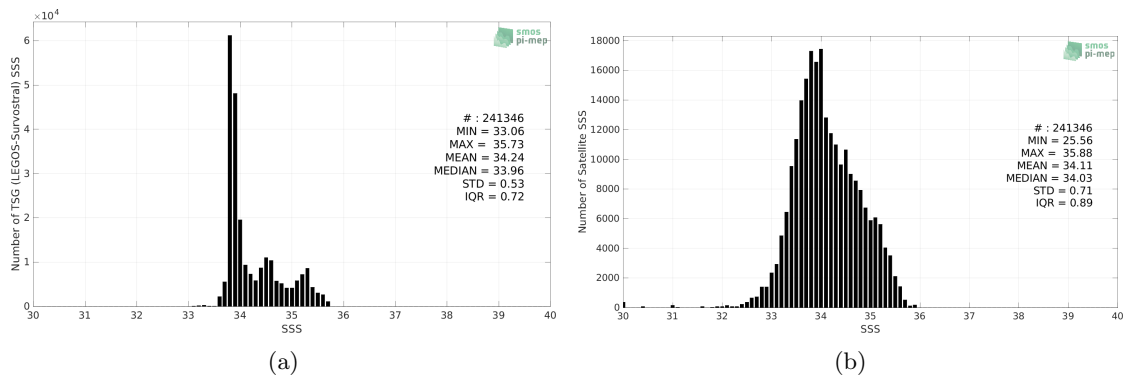 ×10⁴
smos
pi-mep
Number of TSG (LEGOS-Survostral) SSS
6
5
4
3
2
1
0
# : 241346
MIN = 33.06
MAX = 35.73
MEAN = 34.24
MEDIAN = 33.96
STD = 0.53
IQR = 0.72
30 31 32 33 34 35 36 37 38 39 40
SSS
(a)
smos
pi-mep
Number of Satellite SSS
18000
16000
14000
12000
10000
8000
6000
4000
2000
0
# : 241346
MIN = 25.56
MAX = 35.88
MEAN = 34.11
MEDIAN = 34.03
STD = 0.71
IQR = 0.89
30 31 32 33 34 35 36 37 38 39 40
SSS
(b)